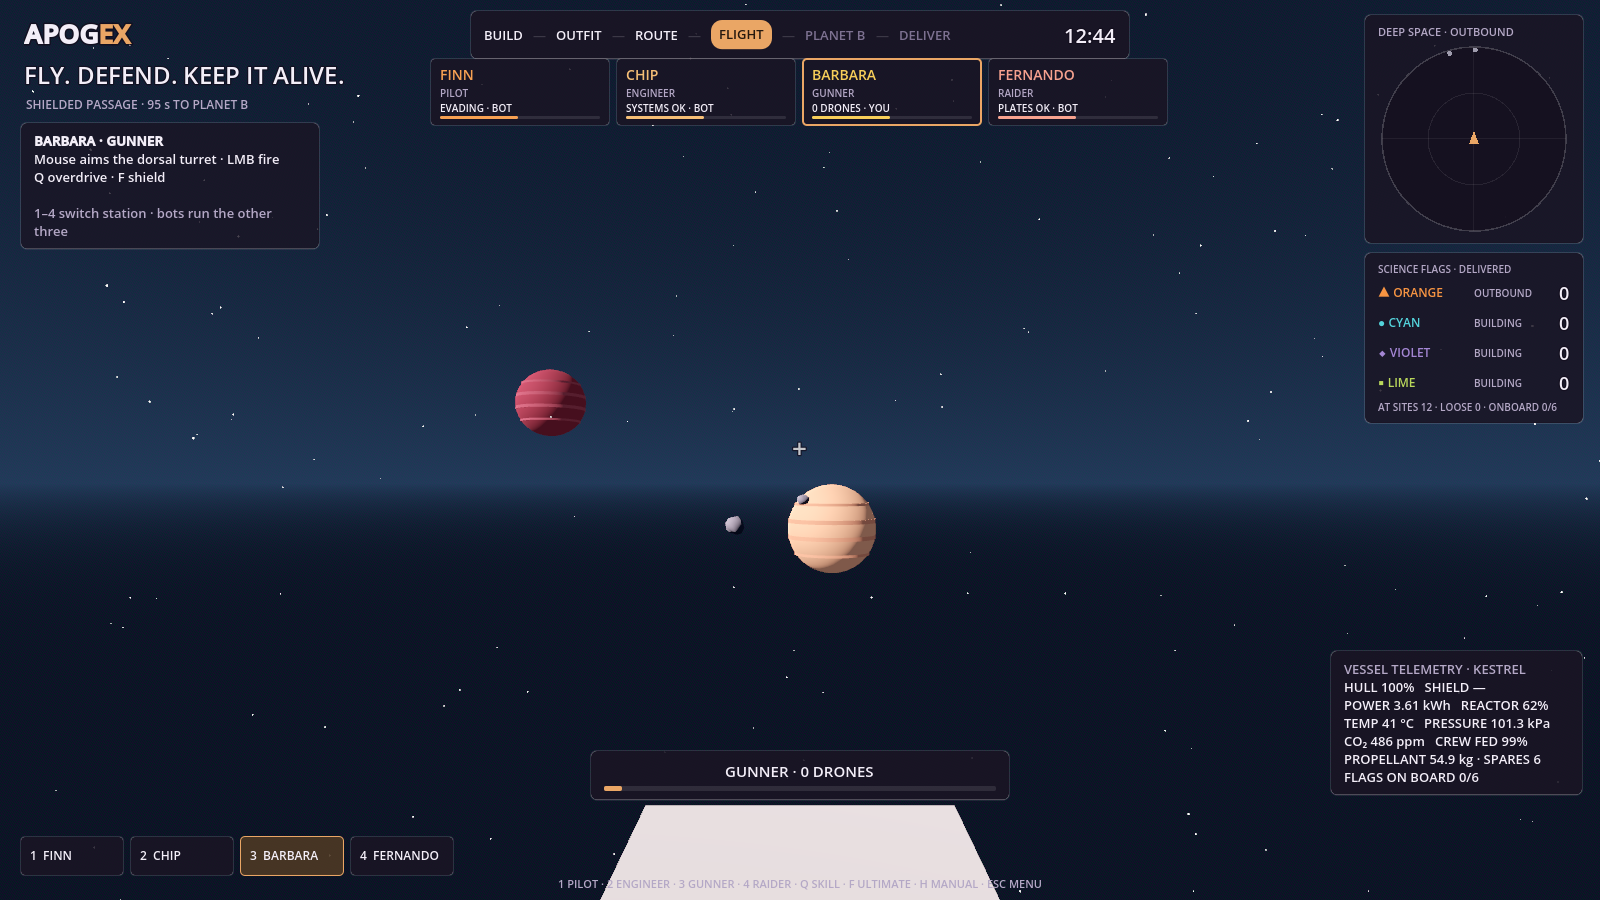 APOGEX
BUILD — OUTFIT — ROUTE — FLIGHT — PLANET B — DELIVER 12:44
FLY. DEFEND. KEEP IT ALIVE.
SHIELDED PASSAGE · 95 s TO PLANET B
FINN
PILOT
EVADING · BOT
CHIP
ENGINEER
SYSTEMS OK · BOT
BARBARA
GUNNER
0 DRONES · YOU
FERNANDO
RAIDER
PLATES OK · BOT
BARBARA · GUNNER
Mouse aims the dorsal turret · LMB fire
Q overdrive · F shield
1–4 switch station · bots run the other
three
DEEP SPACE · OUTBOUND
SCIENCE FLAGS · DELIVERED
▲ ORANGE OUTBOUND 0
● CYAN BUILDING 0
◆ VIOLET BUILDING 0
■ LIME BUILDING 0
AT SITES 12 · LOOSE 0 · ONBOARD 0/6
VESSEL TELEMETRY · KESTREL
HULL 100% SHIELD —
POWER 3.61 kWh REACTOR 62%
TEMP 41 °C PRESSURE 101.3 kPa
CO₂ 486 ppm CREW FED 99%
PROPELLANT 54.9 kg · SPARES 6
FLAGS ON BOARD 0/6
GUNNER · 0 DRONES
1 FINN
2 CHIP
3 BARBARA
4 FERNANDO
1 PILOT · 2 ENGINEER · 3 GUNNER · 4 RAIDER · Q SKILL · F ULTIMATE · H MANUAL · ESC MENU